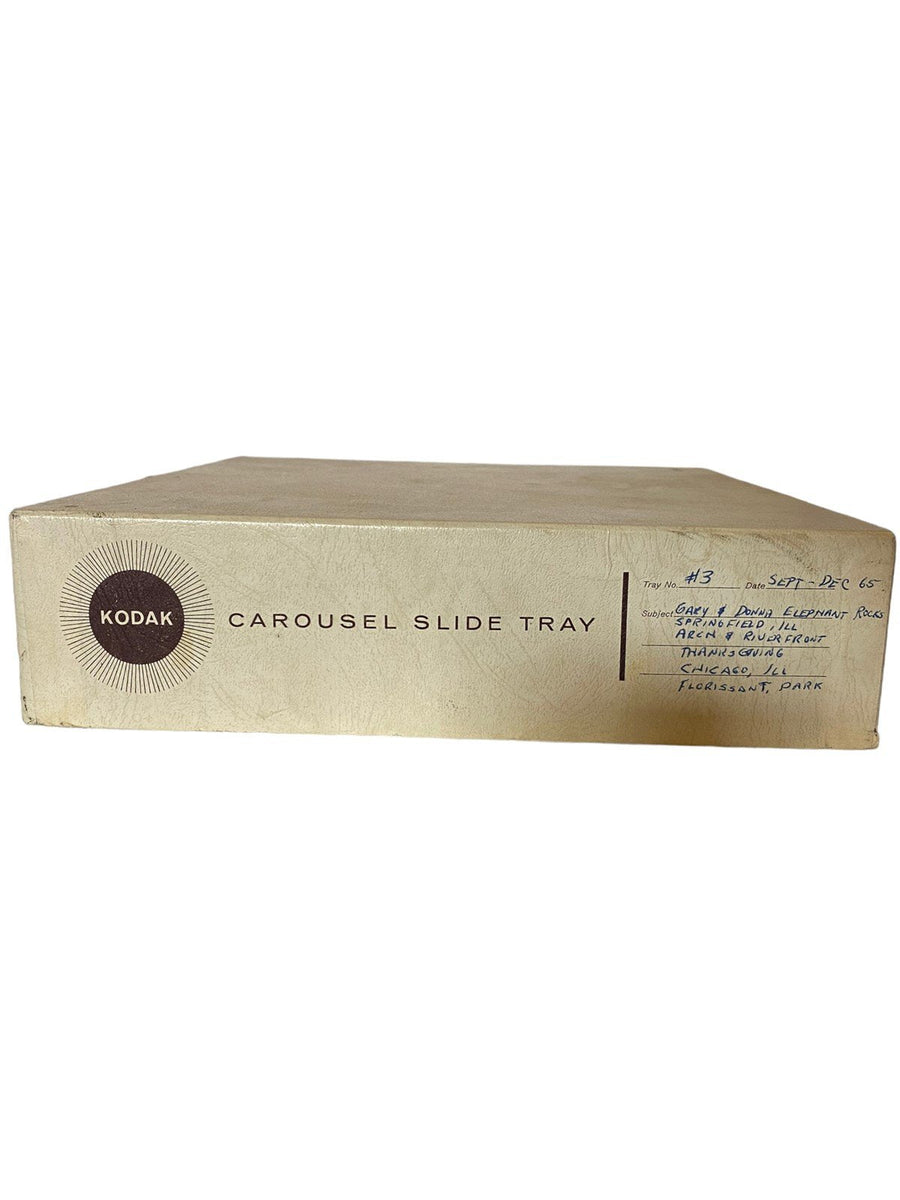 KODAK
CAROUSEL SLIDE TRAY
Tray No. #3 Date SEPT - DEC 65
Subject GARY & DONNA ELEPHANT ROCKS
SPRINGFIELD, ILL
ARCH & RIVERFRONT
THANKSGIVING
CHICAGO, ILL
FLORISSANT, PARK